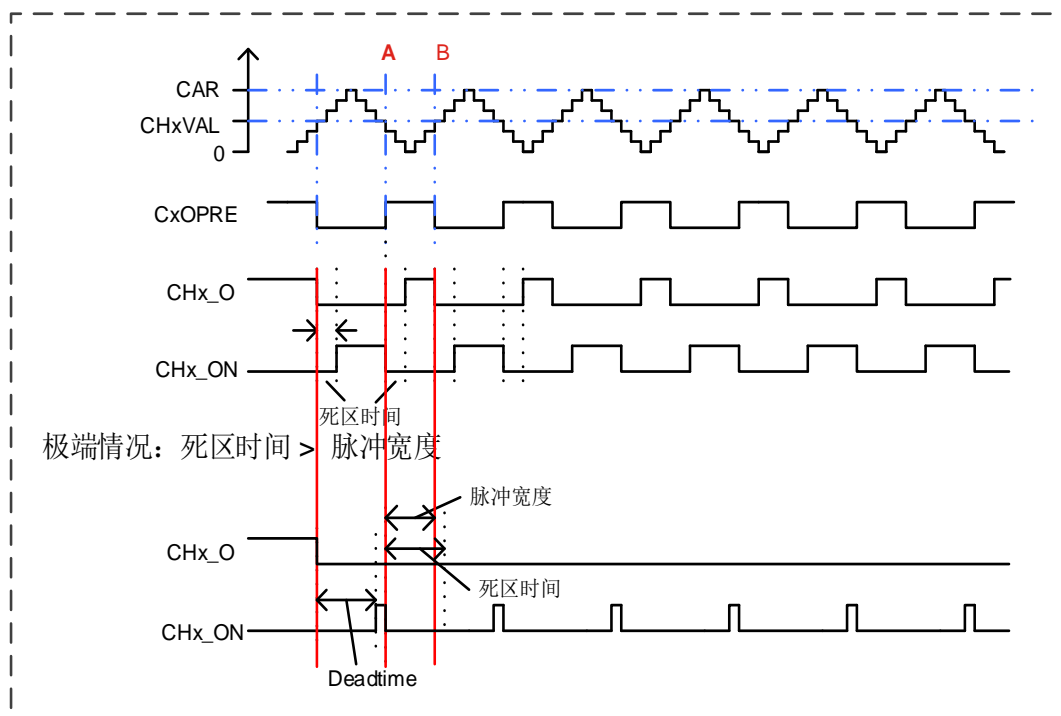 A B
CAR
CHxVAL
0
CxOPRE
CHx_O
CHx_ON
死区时间
极端情况：死区时间 > 脉冲宽度
脉冲宽度
CHx_O
死区时间
CHx_ON
Deadtime